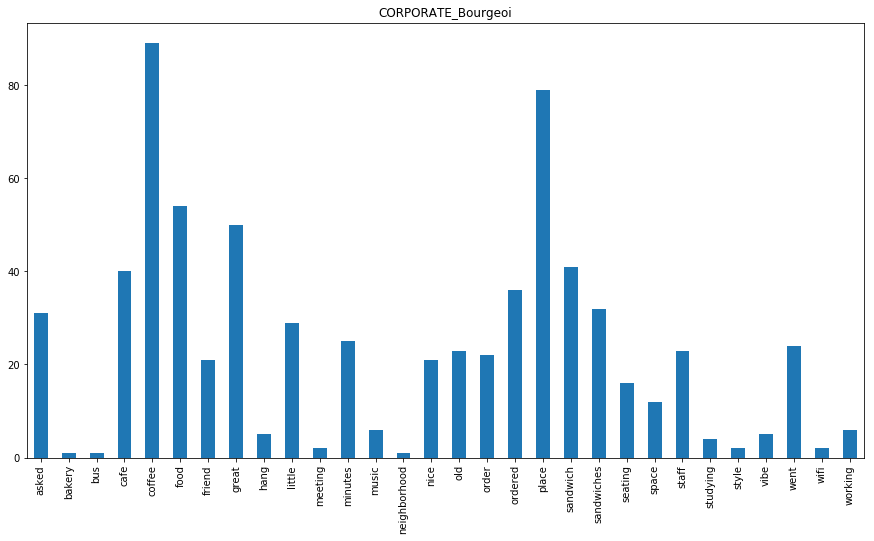 CORPORATE_Bourgeoi
80
60
40
20
0
asked
bakery
bus
cafe
coffee
food
friend
great
hang
little
meeting
minutes
music
neighborhood
nice
old
order
ordered
place
sandwich
sandwiches
seating
space
staff
studying
style
vibe
went
wifi
working